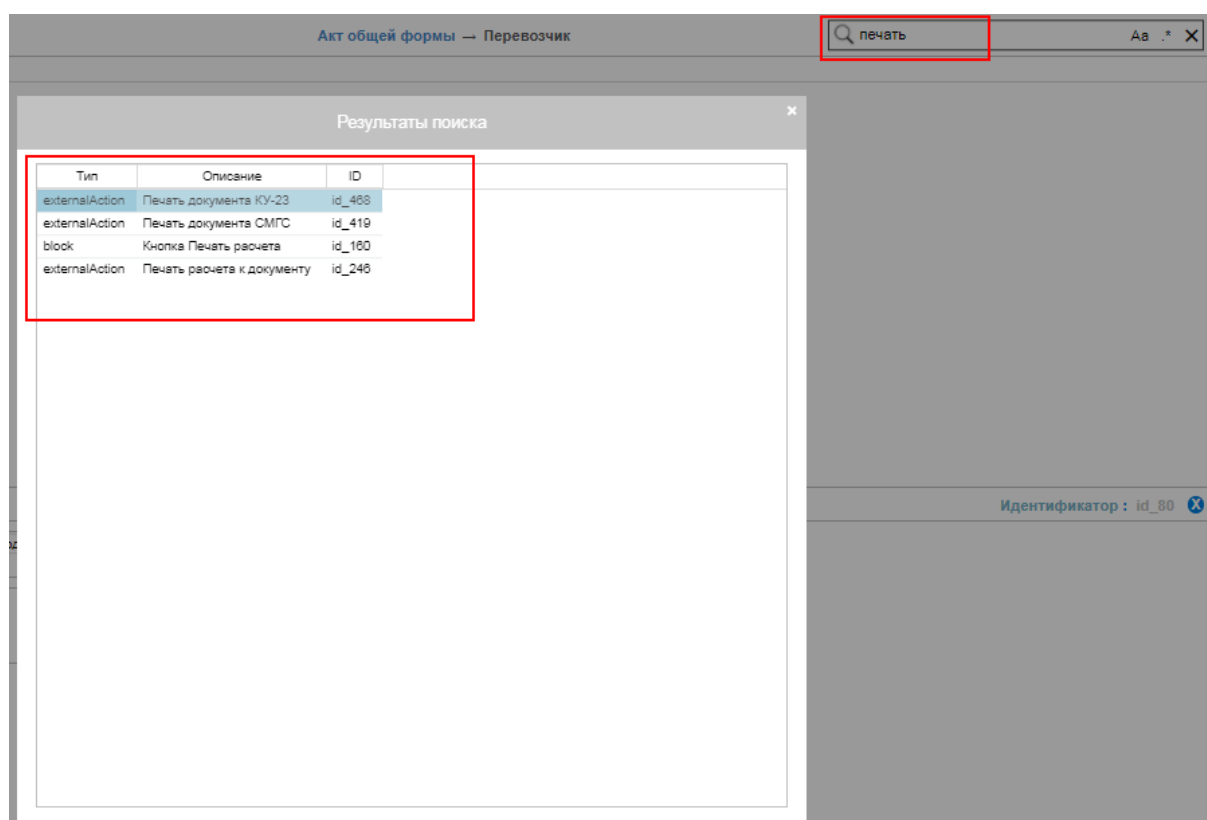 Акт общей формы → Перевозчик
печать Aa .* X
Результаты поиска ×
Тип Описание ID
externalAction Печать документа КУ-23 id_468
externalAction Печать документа СМГС id_419
block Кнопка Печать расчета id_160
externalAction Печать расчета к документу id_246
Идентификатор : id_80 X